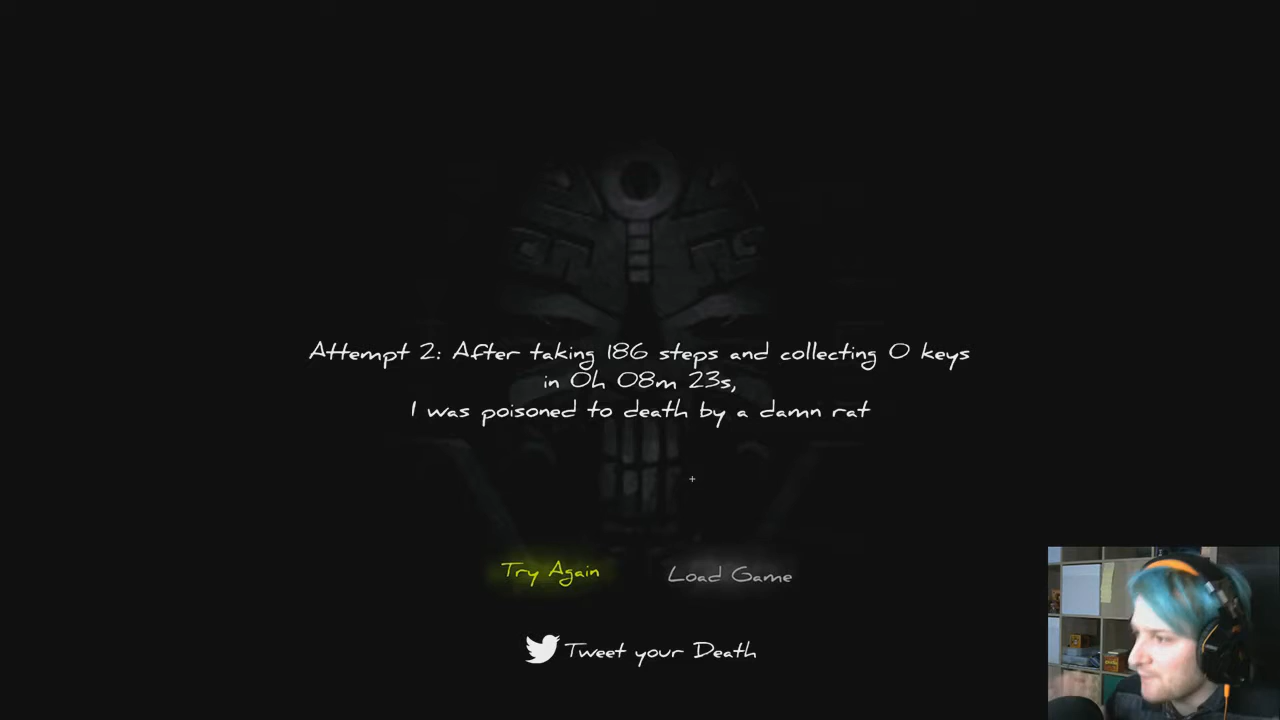 Attempt 2: After taking 186 steps and collecting 0 keys
in 0h 08m 23s,
I was poisoned to death by a damn rat
Try Again
Load Game
Tweet your Death